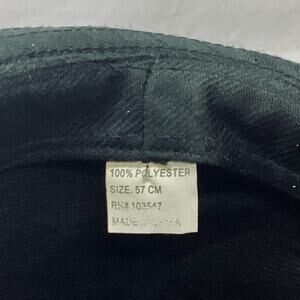 100% POLYESTER
SIZE. 57 CM
RN# 103547
MADE